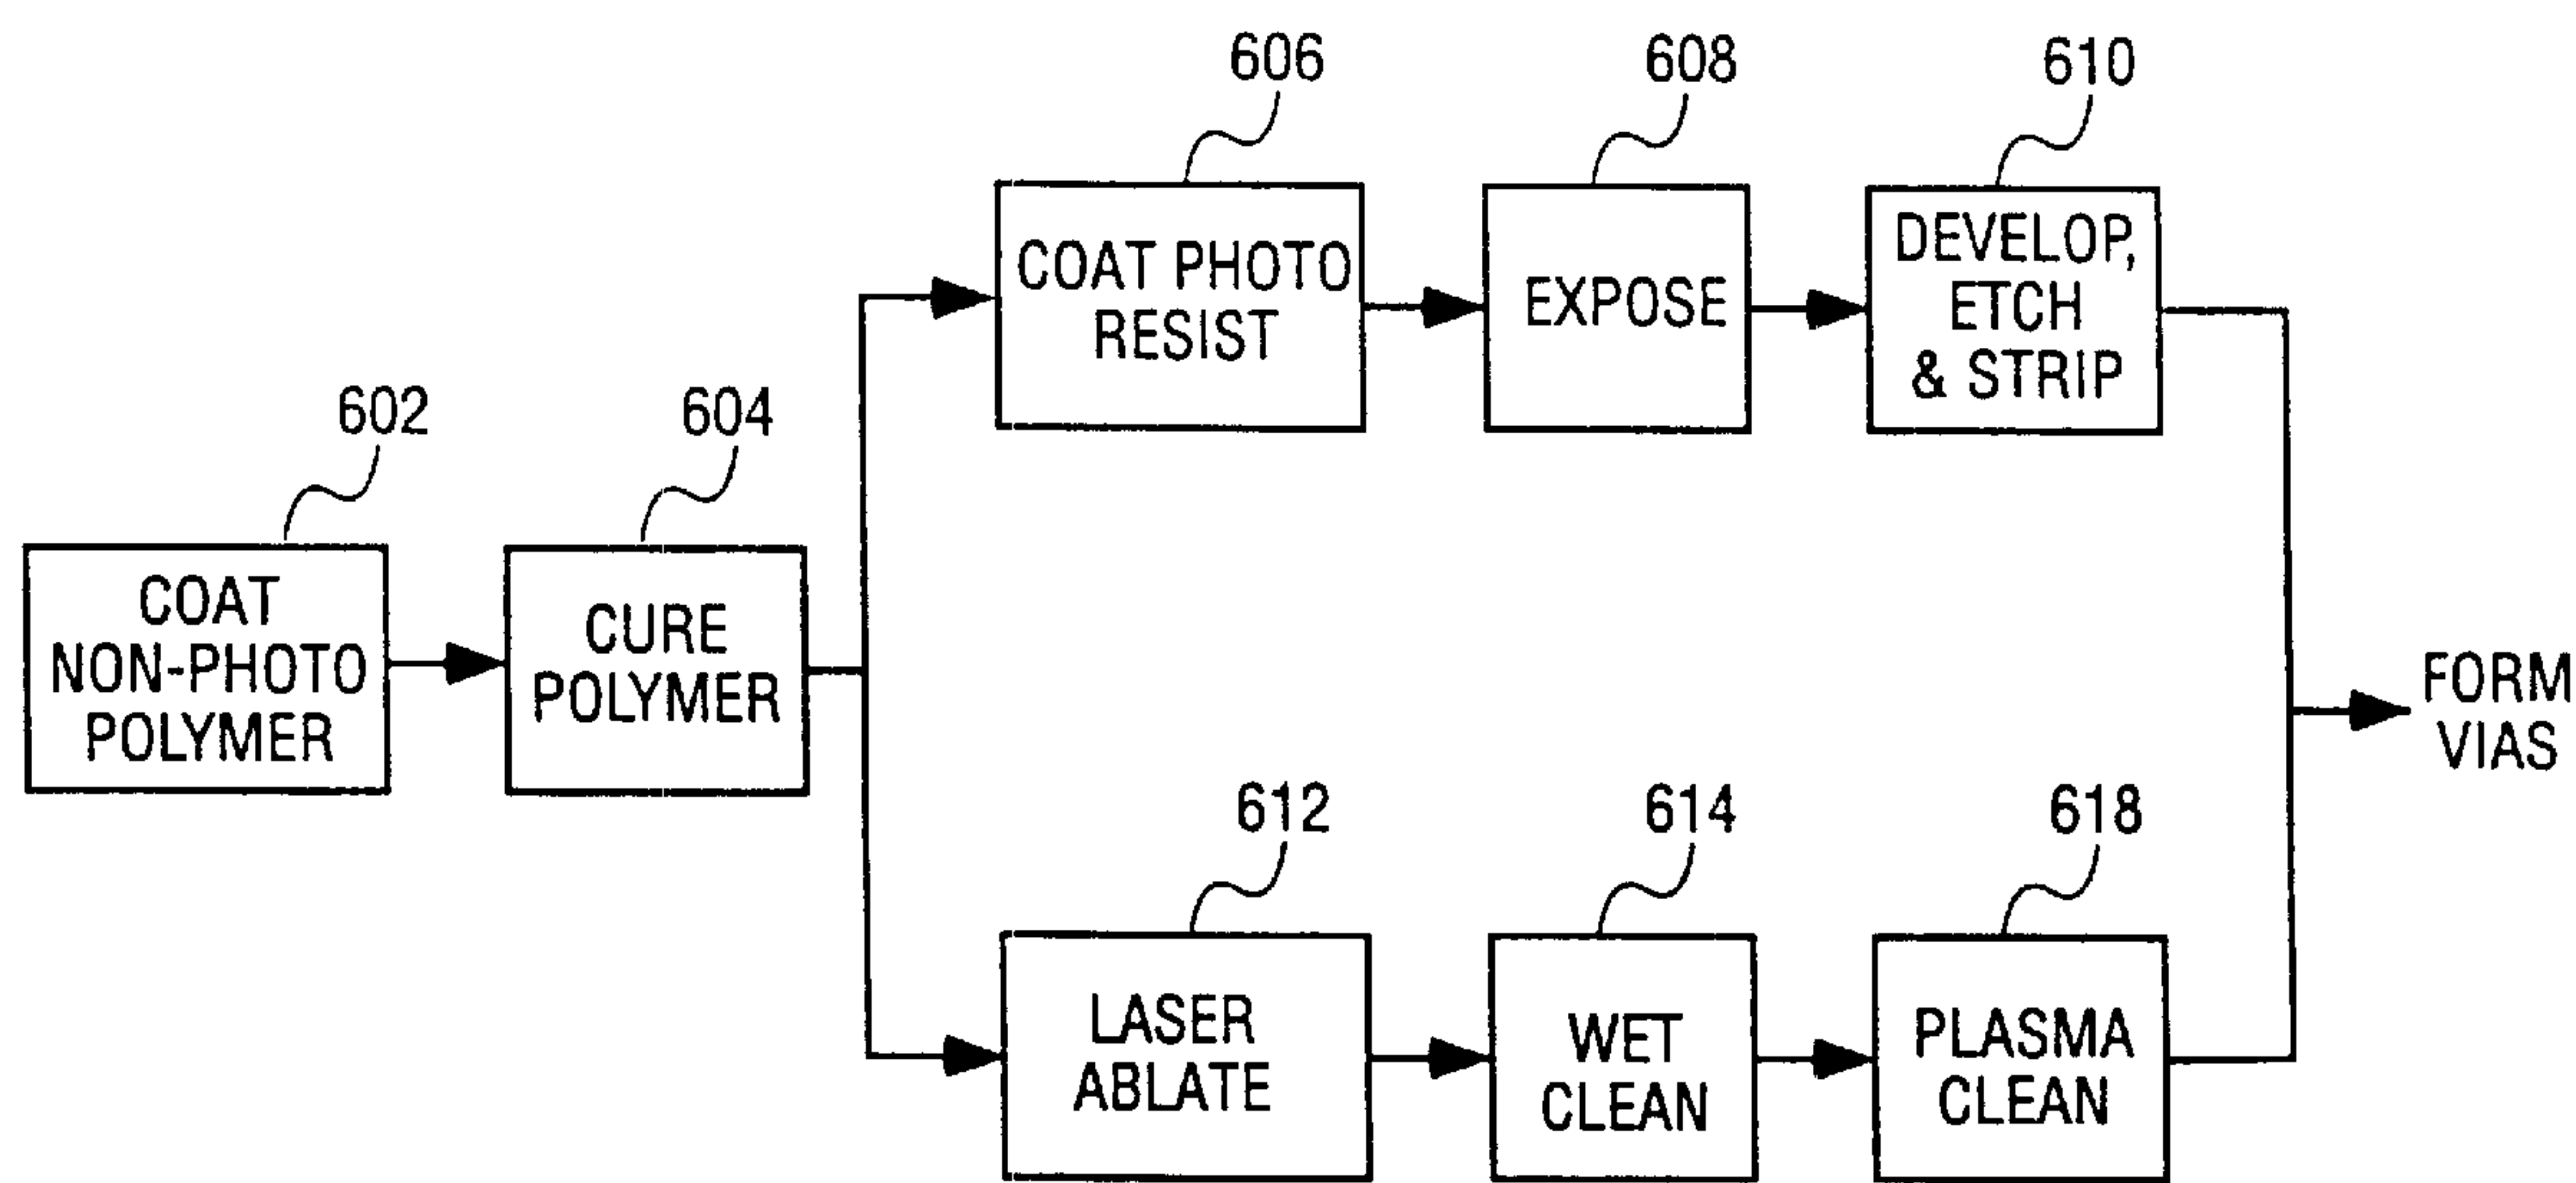 606
608
610
COAT PHOTO
RESIST
EXPOSE
DEVELOP,
ETCH
& STRIP
602
604
COAT
NON-PHOTO
POLYMER
CURE
POLYMER
FORM
VIAS
612
614
618
LASER
ABLATE
WET
CLEAN
PLASMA
CLEAN